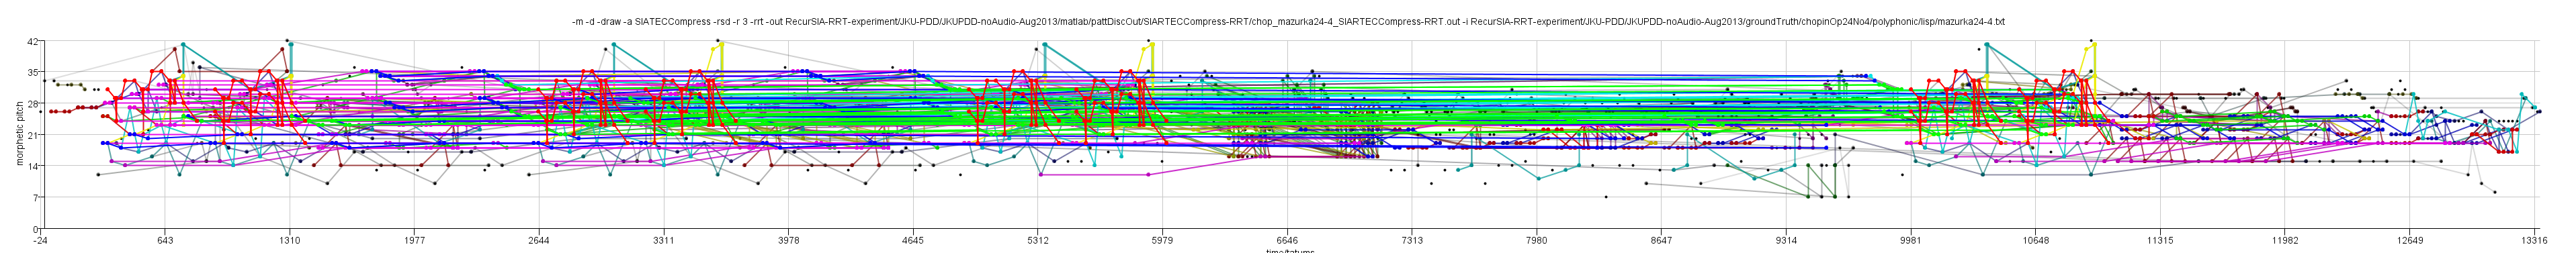 -m -d -draw -a SIATECCompress -rsd -r 3 -rrt -out RecurSIA-RRT-experiment/JKU-PDD/JKUPDD-noAudio-Aug2013/matlab/pattDiscOut/SIARTECCompress-RRT/chop_mazurka24-4_SIARTECCompress-RRT.out -i RecurSIA-RRT-experiment/JKU-PDD/JKUPDD-noAudio-Aug2013/groundTruth/chopinOp24No4/polyphonic/lisp/mazurka24-4.txt
42
35
28
21
14
7
0
morphetic pitch
-24 643 1310 1977 2644 3311 3978 4645 5312 5979 6646 7313 7980 8647 9314 9981 10648 11315 11982 12649 13316
time/tatums